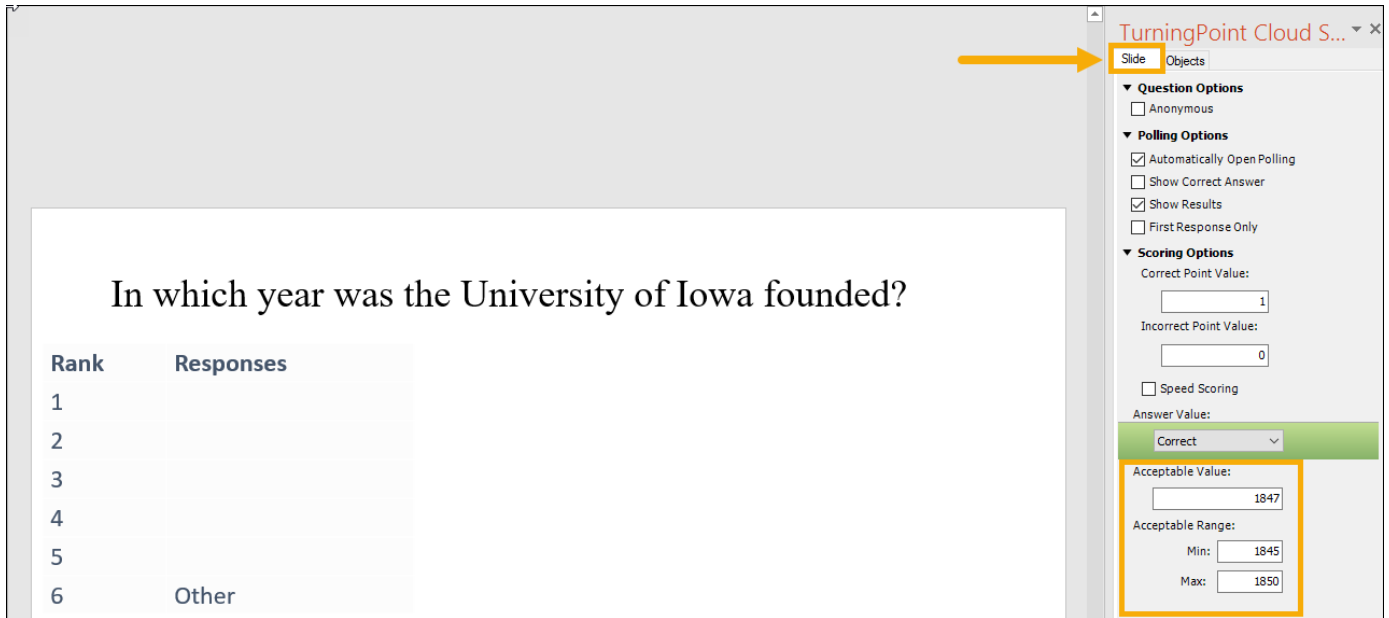 TurningPoint Cloud S...
Slide Objects
Question Options
Anonymous
Polling Options
Automatically Open Polling
Show Correct Answer
Show Results
First Response Only
Scoring Options
Correct Point Value:
1
Incorrect Point Value:
0
Speed Scoring
Answer Value:
Correct
Acceptable Value:
1847
Acceptable Range:
Min: 1845
Max: 1850
In which year was the University of Iowa founded?
Rank Responses
1
2
3
4
5
6 Other